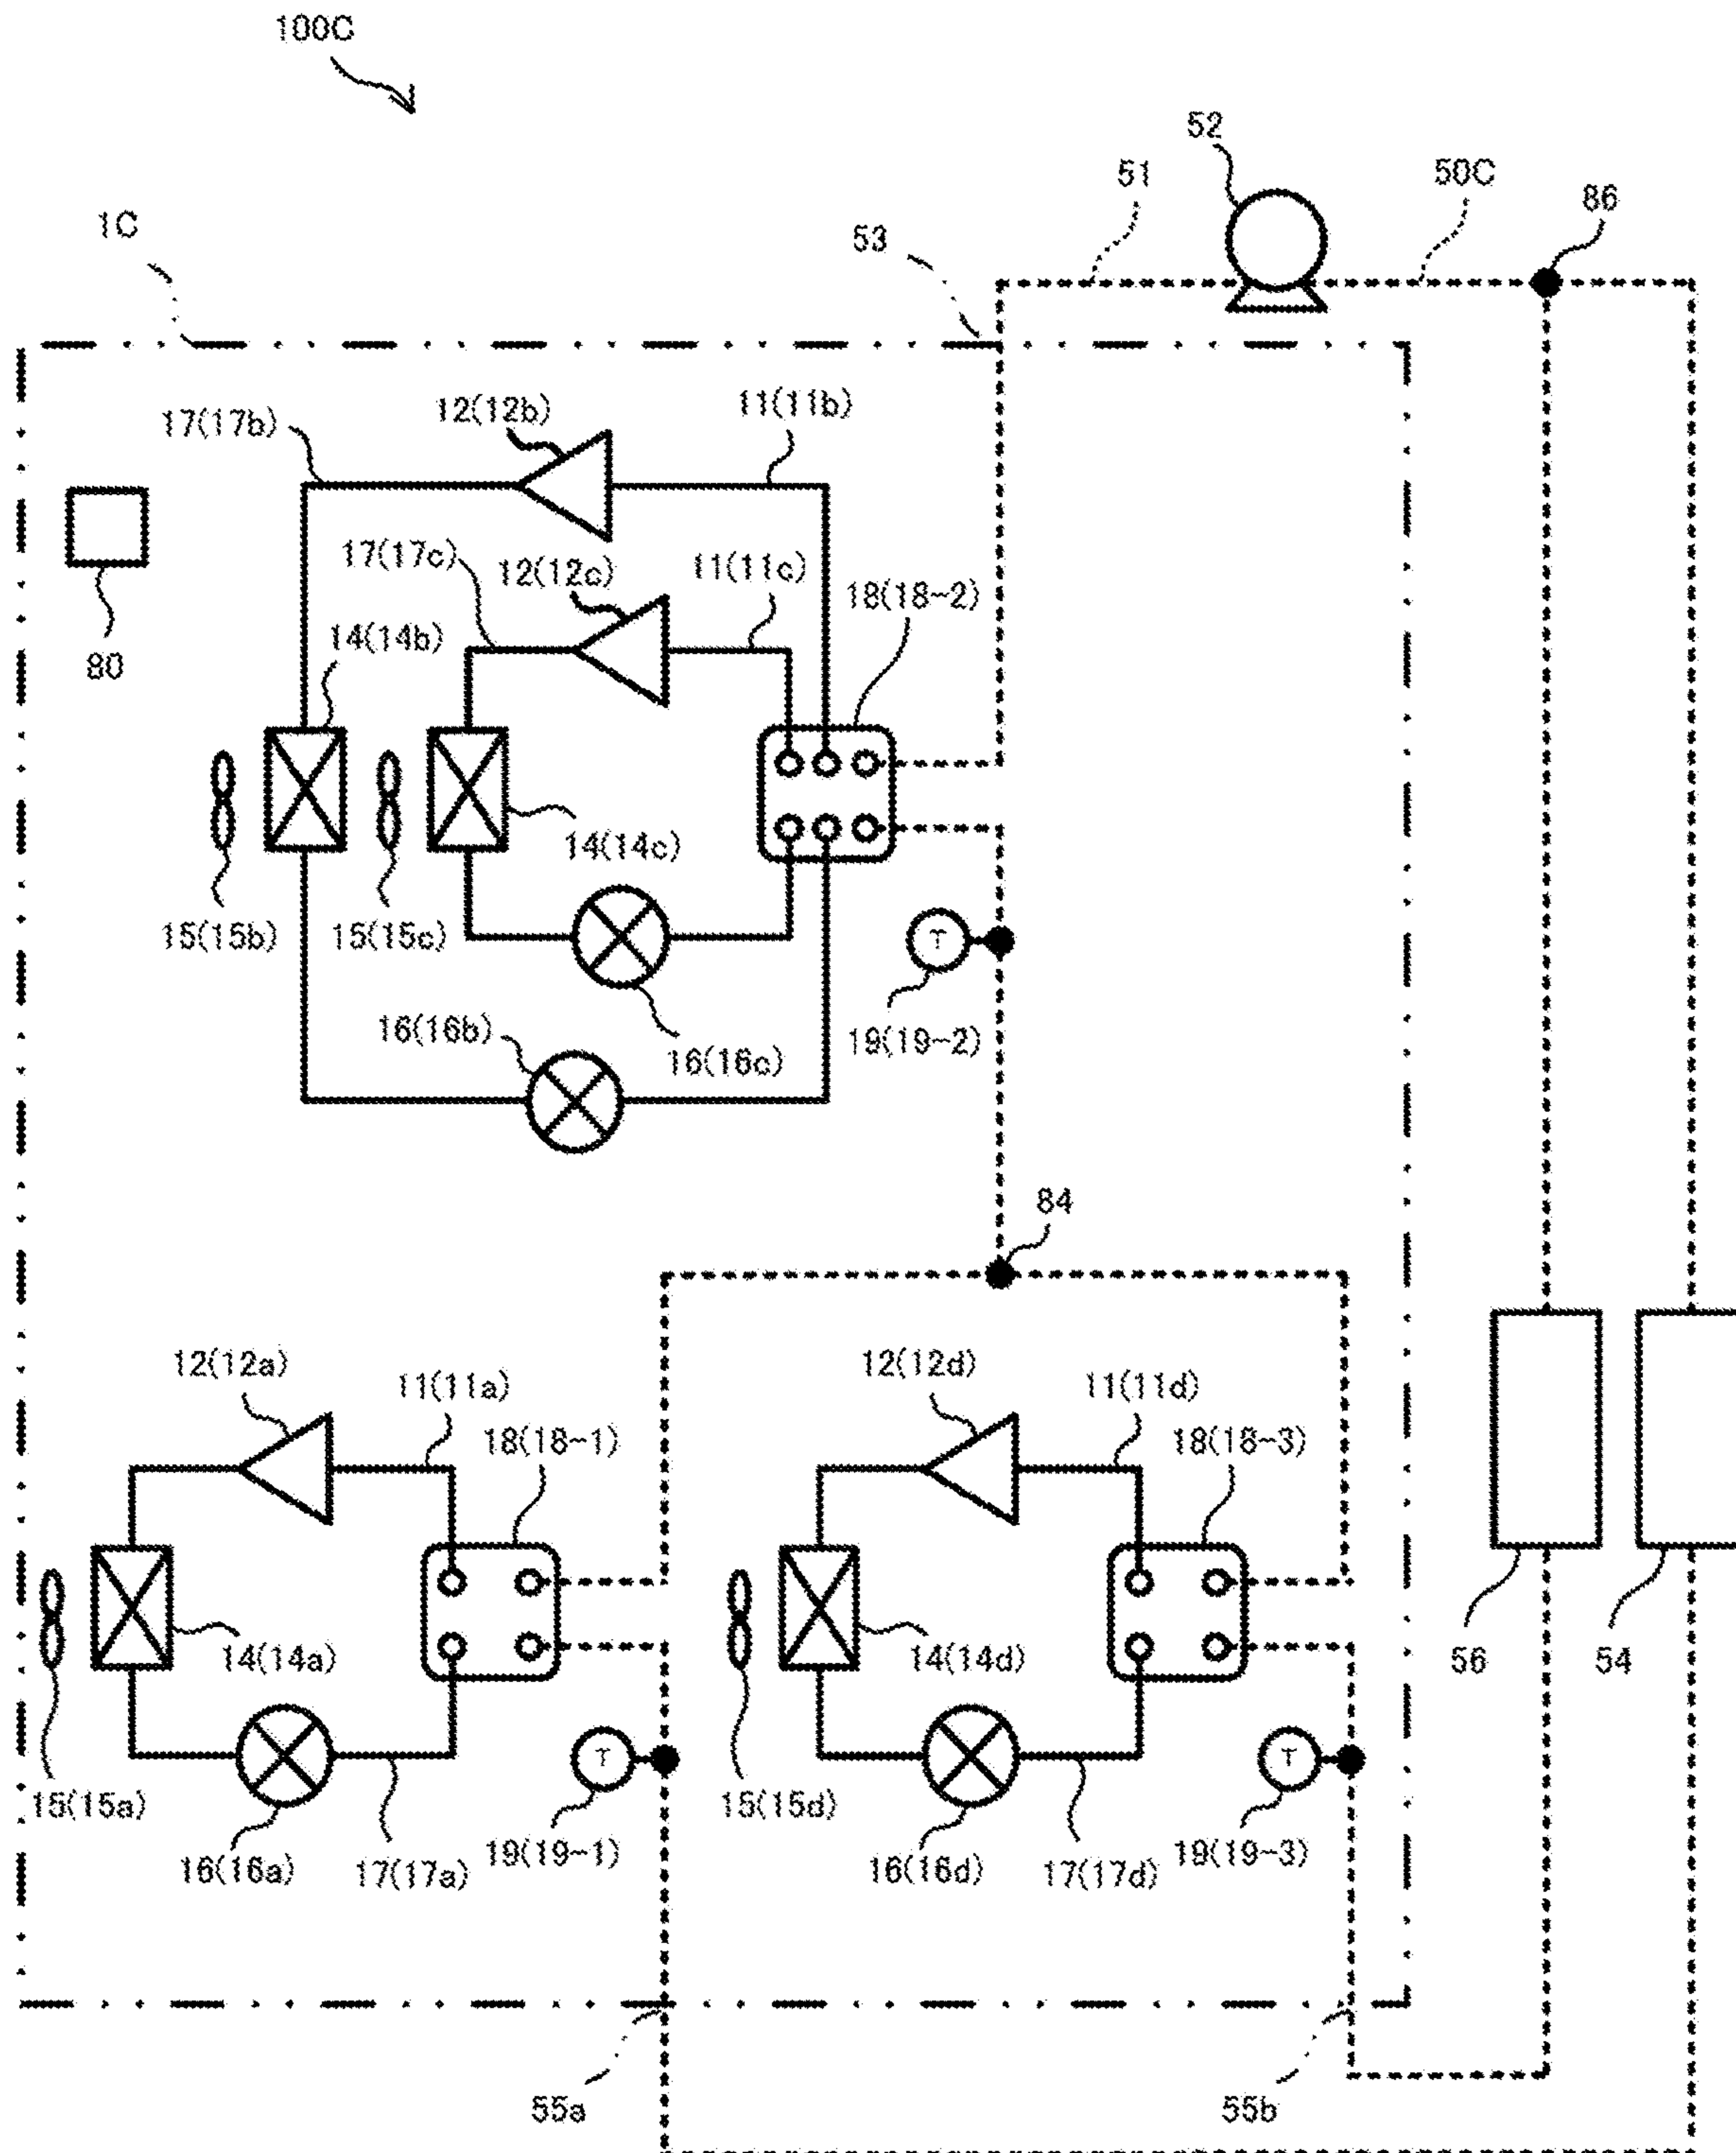 100C
52
51
50C
86
1C
53
17(17b)
12(12b)
11(11b)
17(17c)
12(12c)
11(11c)
18(18-2)
14(14b)
80
14(14c)
15(15b)
15(15c)
T
16(16b)
16(16c)
19(19-2)
84
12(12a)
11(11a)
18(18-1)
12(12d)
11(11d)
18(18-3)
14(14a)
14(14d)
56
54
T
T
15(15a)
15(15d)
16(16a)
17(17a)
19(19-1)
16(16d)
17(17d)
19(19-3)
55a
55b